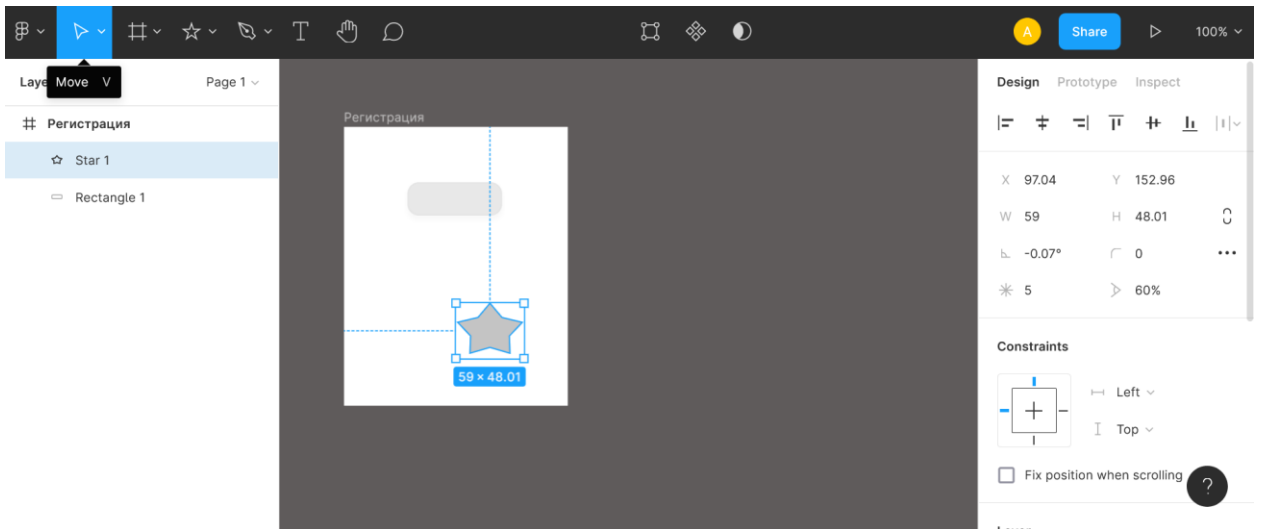 A
Share
100%
Laye
Move V
Page 1
Design Prototype Inspect
Регистрация
Star 1
Rectangle 1
Регистрация
59 × 48.01
X 97.04 Y 152.96
W 59 H 48.01
-0.07° 0
5 60%
Constraints
Left
Top
Fix position when scrolling
?